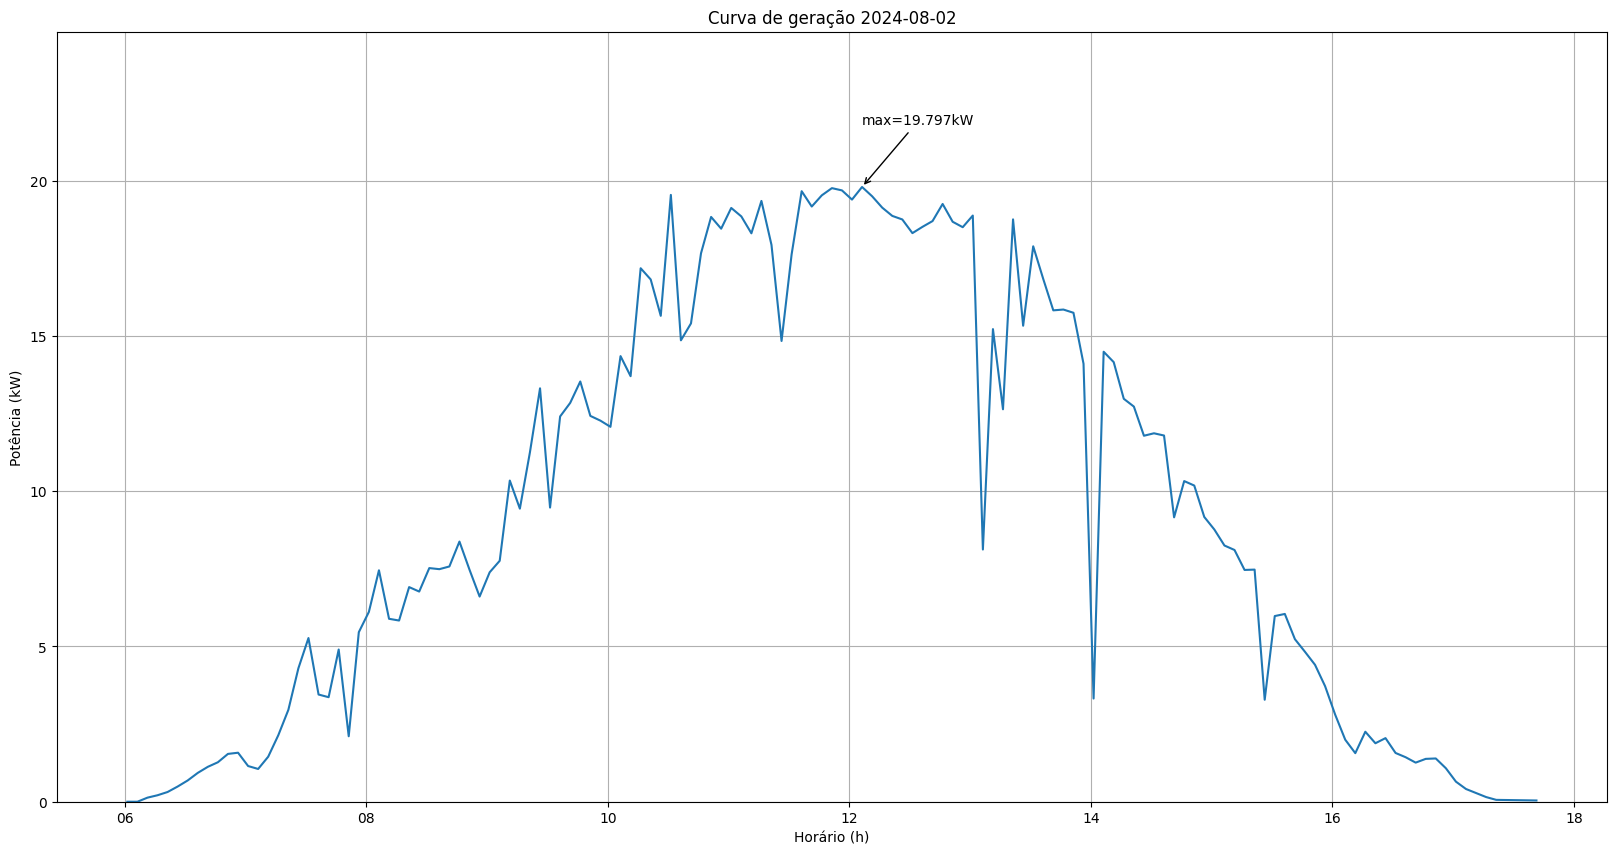 Curva de geração 2024-08-02
max=19.797kW
20
15
10
5
0
Potência (kW)
06 08 10 12 14 16 18
Horário (h)